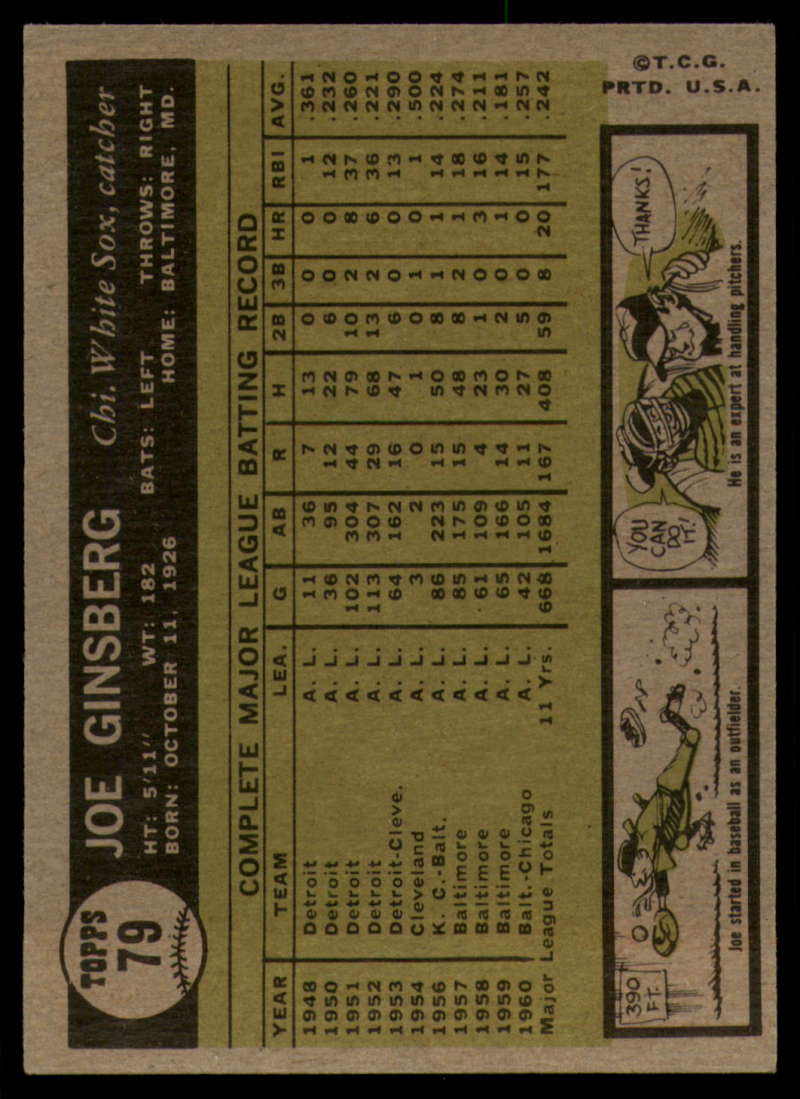 TOPPS
79
JOE GINSBERG Chi. White Sox, catcher
HT: 5'11" WT: 182 BATS: LEFT THROWS: RIGHT
BORN: OCTOBER 11, 1926 HOME: BALTIMORE, MD.
COMPLETE MAJOR LEAGUE BATTING RECORD
YEAR TEAM LEA. G AB R H 2B 3B HR RBI AVG.
1948 Detroit A. L. 11 36 7 13 0 0 0 1 .361
1950 Detroit A. L. 36 95 12 22 6 0 0 12 .232
1951 Detroit A. L. 102 304 44 79 10 2 8 37 .260
1952 Detroit A. L. 113 307 29 68 13 2 6 36 .221
1953 Detroit-Cleve. A. L. 64 162 16 47 6 0 0 13 .290
1954 Cleveland A. L. 3 2 0 1 0 1 0 1 .500
1956 K. C.-Balt. A. L. 86 223 15 50 8 1 1 14 .224
1957 Baltimore A. L. 85 175 15 48 8 2 1 18 .274
1958 Baltimore A. L. 61 109 4 23 1 0 3 16 .211
1959 Baltimore A. L. 65 166 14 30 2 0 1 14 .181
1960 Balt.-Chicago A. L. 42 105 11 27 5 0 0 15 .257
Major League Totals 11 Yrs. 668 1684 167 408 59 8 20 177 .242
390
FT.
Joe started in baseball as an outfielder.
YOU
CAN
DO
IT!
THANKS!
He is an expert at handling pitchers.
©T.C.G.
PRTD. U.S.A.